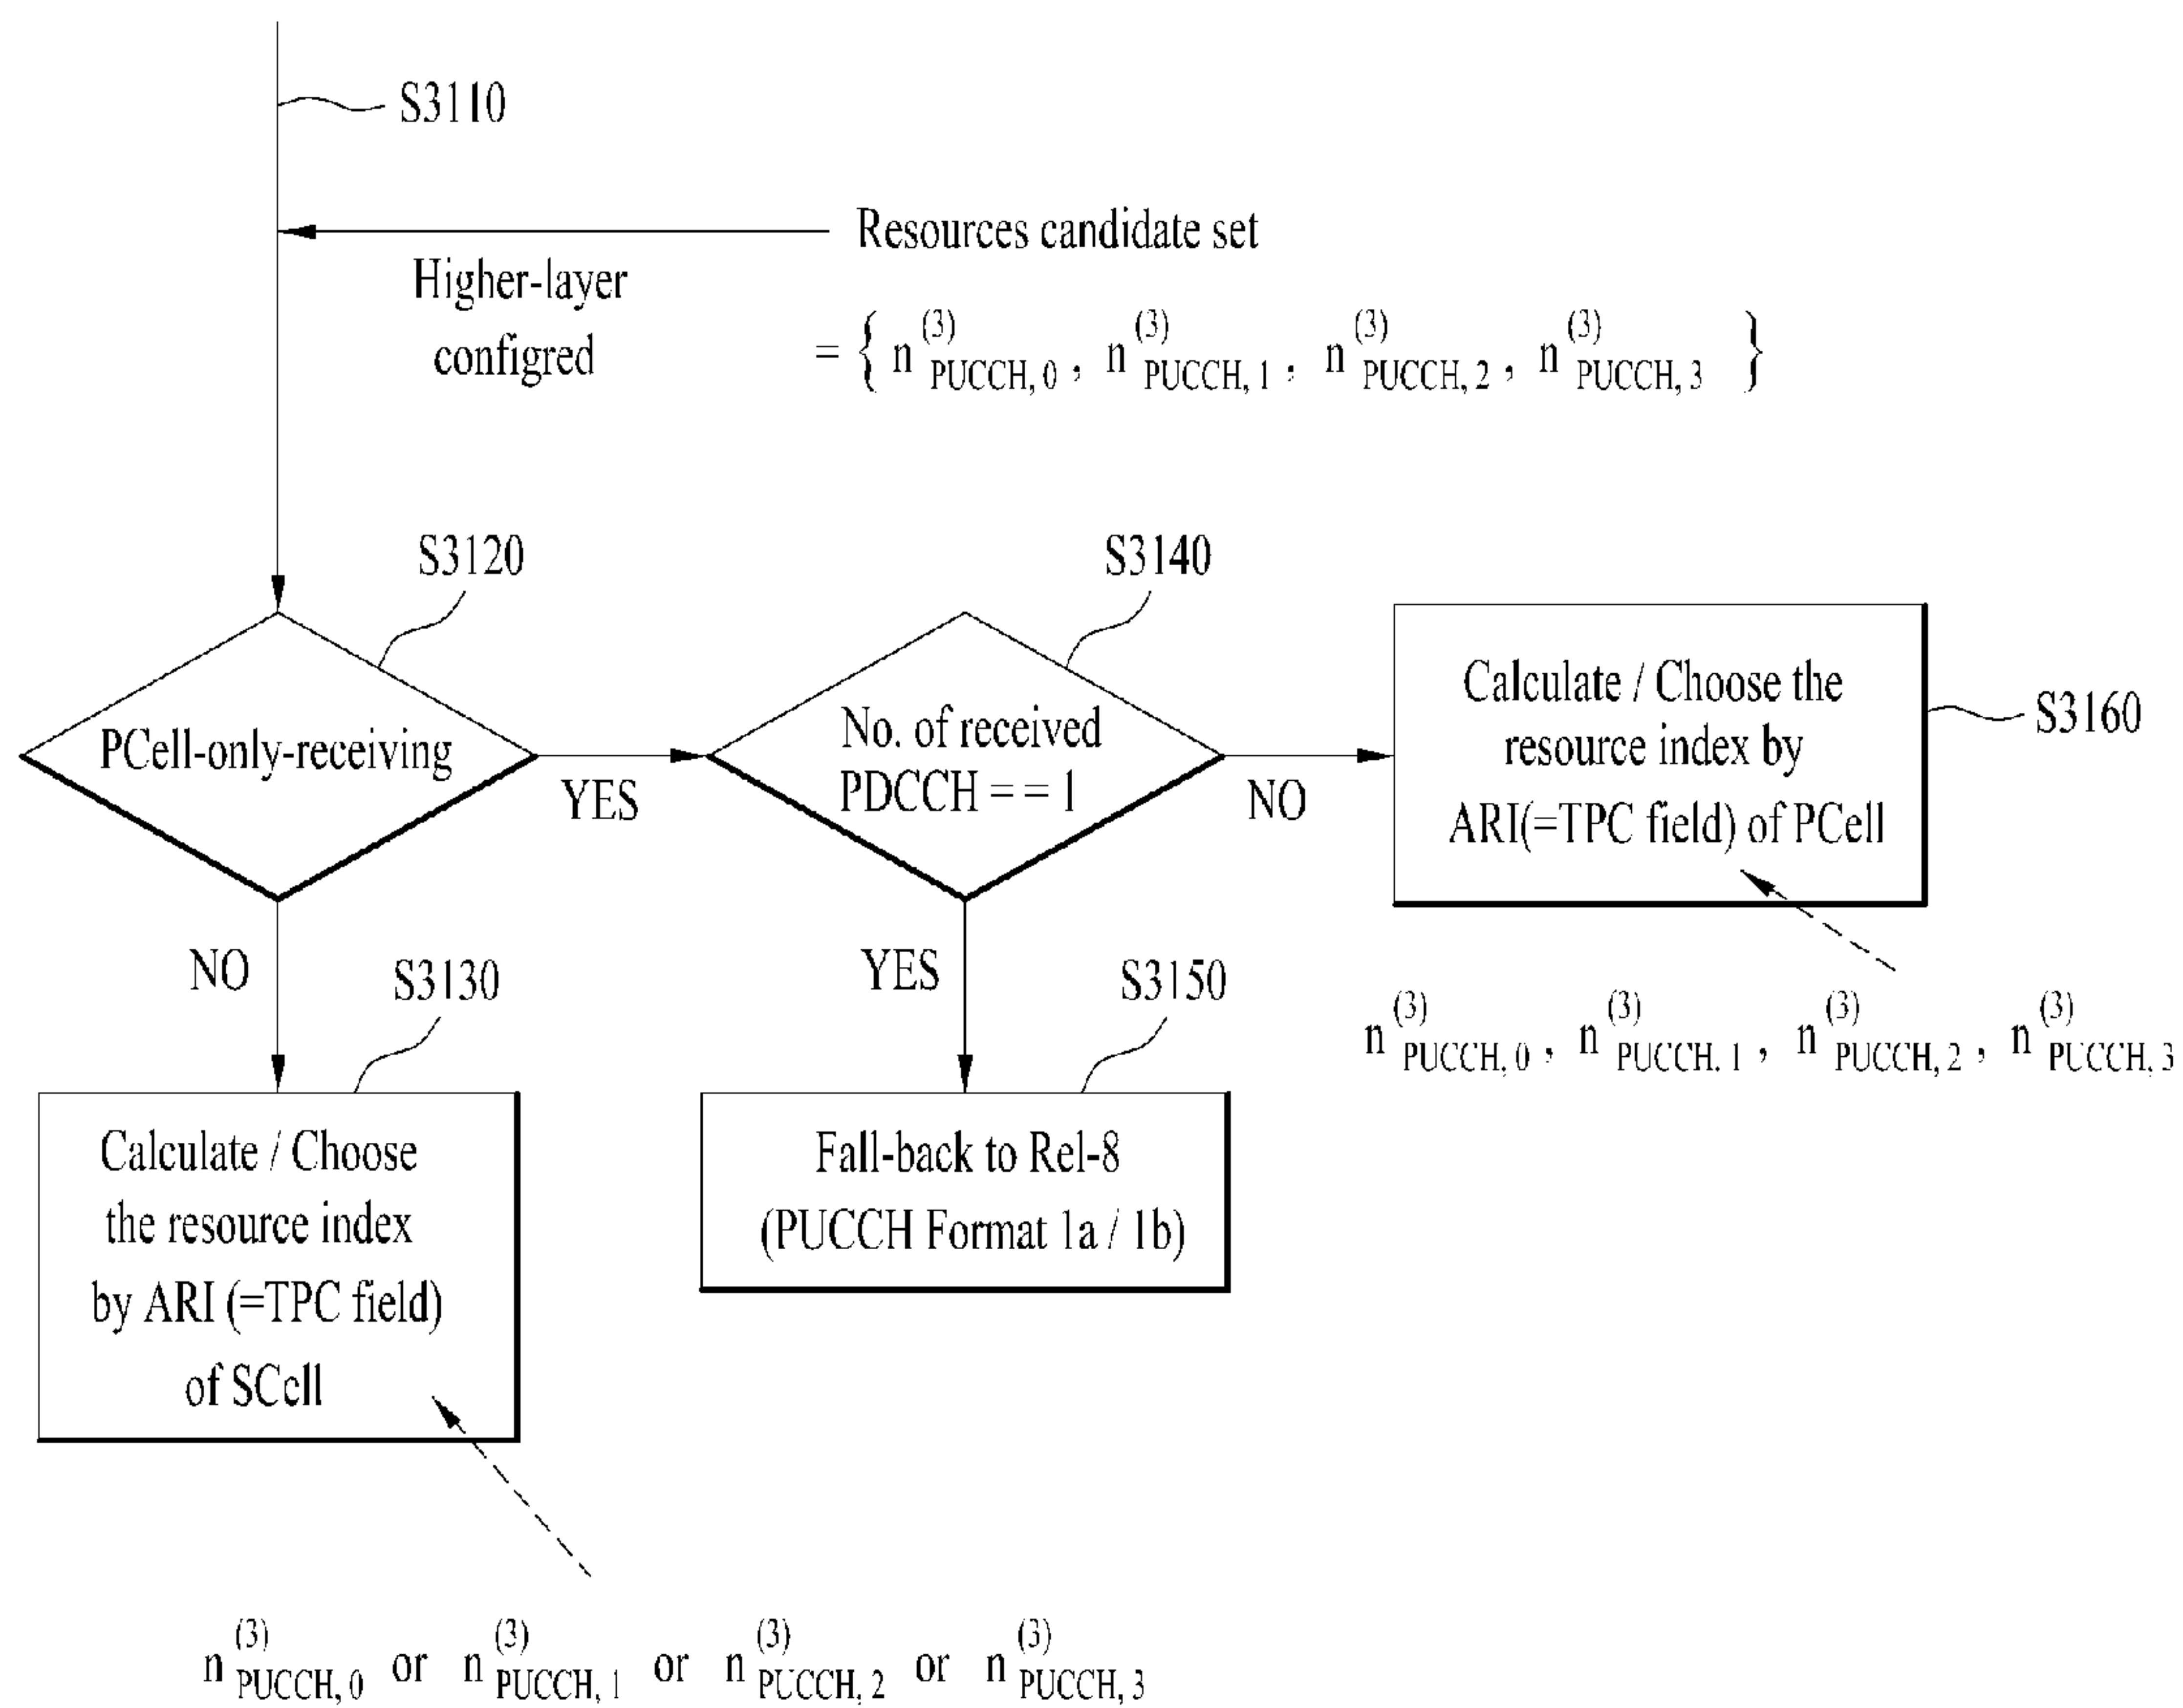 S3110
Resources candidate set
Higher-layer
configred
= { n(3)PUCCH, 0 , n(3)PUCCH, 1 , n(3)PUCCH, 2 , n(3)PUCCH, 3 }
S3120
S3140
PCell-only-receiving
YES
No. of received
PDCCH = = 1
NO
Calculate / Choose the
resource index by
ARI(=TPC field) of PCell
S3160
NO
YES
n(3)PUCCH, 0 , n(3)PUCCH, 1 , n(3)PUCCH, 2 , n(3)PUCCH, 3
S3130
S3150
Calculate / Choose
the resource index
by ARI (=TPC field)
of SCell
Fall-back to Rel-8
(PUCCH Format 1a / 1b)
n(3)PUCCH, 0 or n(3)PUCCH, 1 or n(3)PUCCH, 2 or n(3)PUCCH, 3